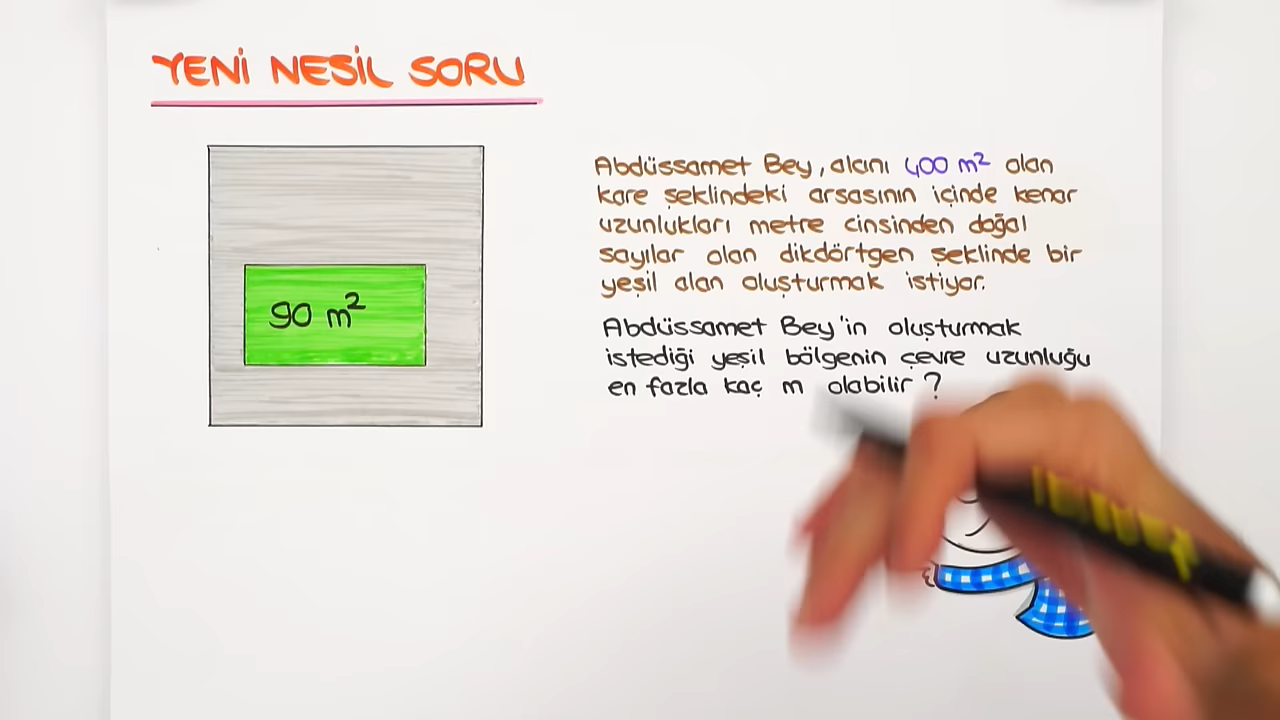 YENİ NESİL SORU
90 m²
Abdüssamet Bey, alanı 400 m² olan
kare şeklindeki arsasının içinde kenar
uzunlukları metre cinsinden doğal
sayılar olan dikdörtgen şeklinde bir
yeşil alan oluşturmak istiyor.
Abdüssamet Bey'in oluşturmak
istediği yeşil bölgenin çevre uzunluğu
en fazla kaç m olabilir ?